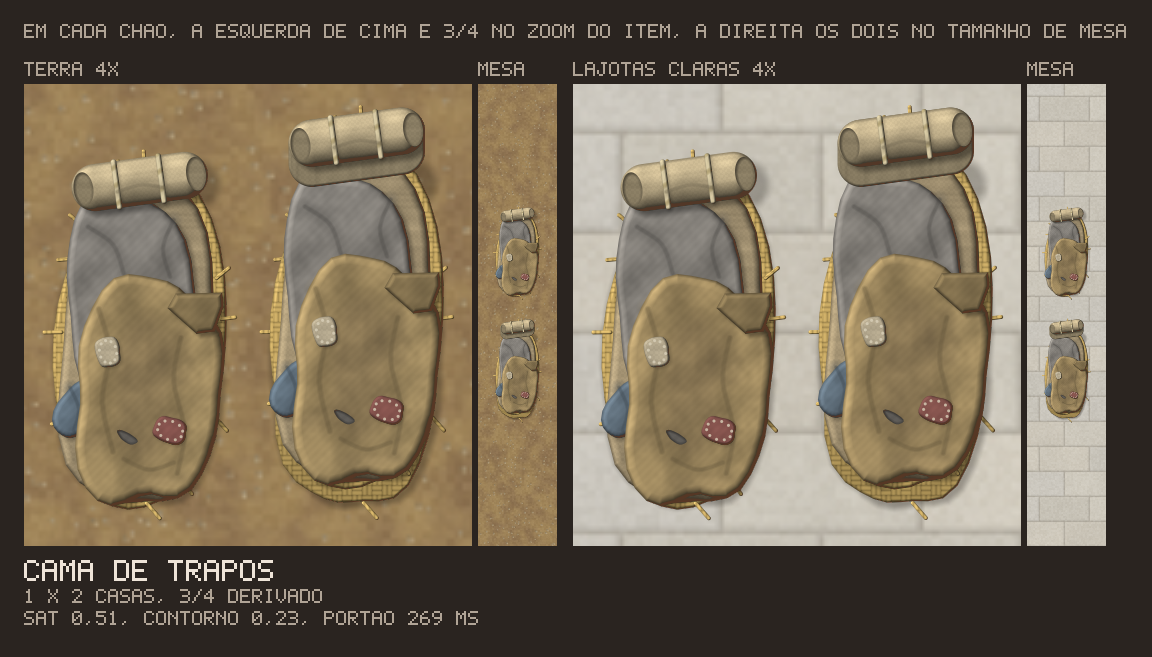 EM CADA CHAO, A ESQUERDA DE CIMA E 3/4 NO ZOOM DO ITEM, A DIREITA OS DOIS NO TAMANHO DE MESA
TERRA 4X
MESA
LAJOTAS CLARAS 4X
MESA
CAMA DE TRAPOS
1 X 2 CASAS, 3/4 DERIVADO
SAT 0,51, CONTORNO 0,23, PORTAO 269 MS